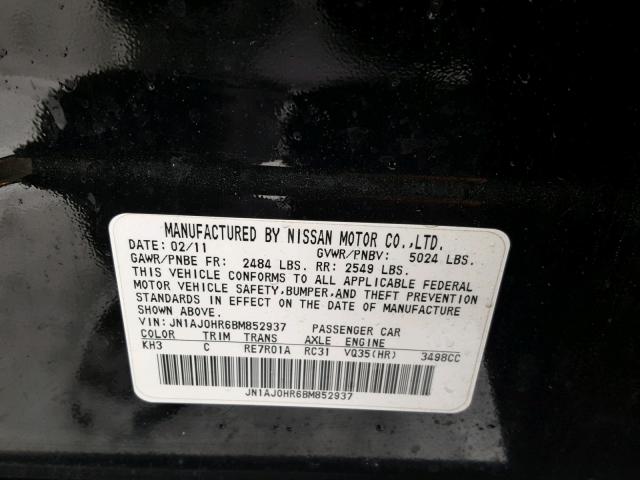 MANUFACTURED BY NISSAN MOTOR CO.,LTD.
DATE: 02/11 GVWR/PNBV: 5024 LBS.
GAWR/PNBE FR: 2484 LBS. RR: 2549 LBS.
THIS VEHICLE CONFORMS TO ALL APPLICABLE FEDERAL
MOTOR VEHICLE SAFETY,BUMPER,AND THEFT PREVENTION
STANDARDS IN EFFECT ON THE DATE OF MANUFACTURE
SHOWN ABOVE.
VIN: JN1AJ0HR6BM852937 PASSENGER CAR
COLOR TRIM TRANS AXLE ENGINE
KH3 C RE7R01A RC31 VQ35(HR) 3498CC
JN1AJ0HR6BM852937